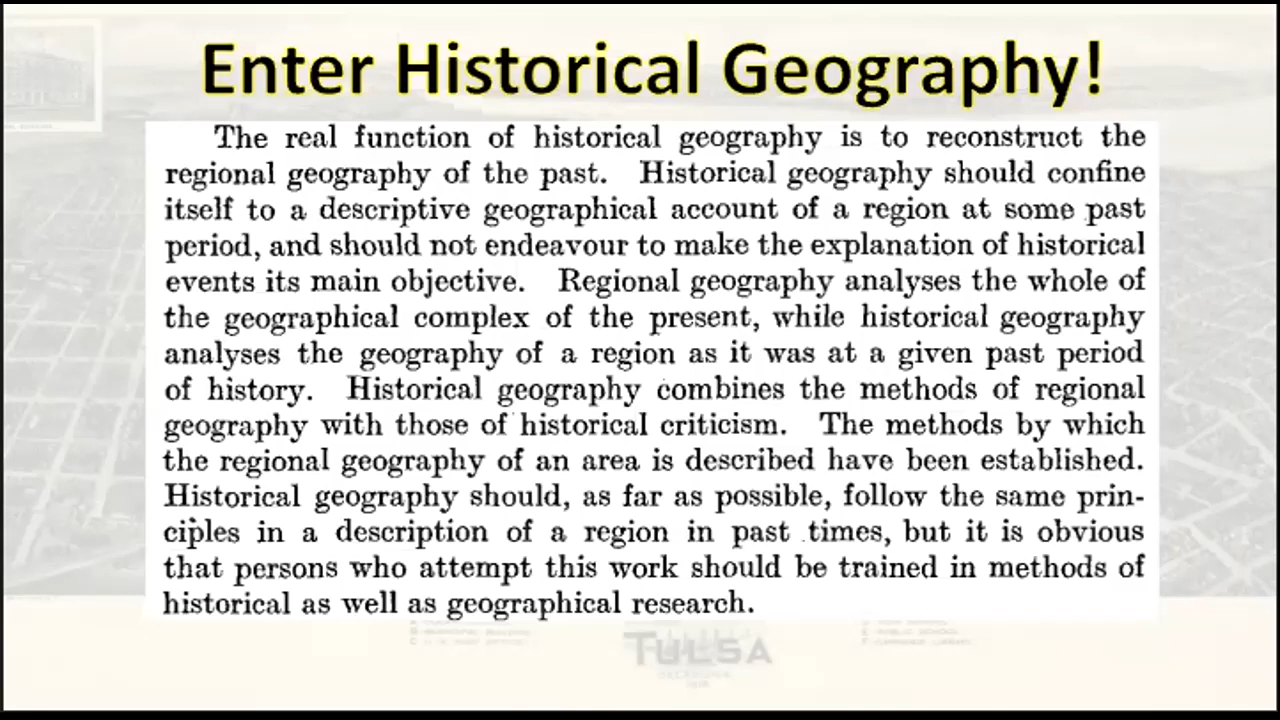 Enter Historical Geography!
The real function of historical geography is to reconstruct the
regional geography of the past. Historical geography should confine
itself to a descriptive geographical account of a region at some past
period, and should not endeavour to make the explanation of historical
events its main objective. Regional geography analyses the whole of
the geographical complex of the present, while historical geography
analyses the geography of a region as it was at a given past period
of history. Historical geography combines the methods of regional
geography with those of historical criticism. The methods by which
the regional geography of an area is described have been established.
Historical geography should, as far as possible, follow the same prin-
ciples in a description of a region in past times, but it is obvious
that persons who attempt this work should be trained in methods of
historical as well as geographical research.
TULSA